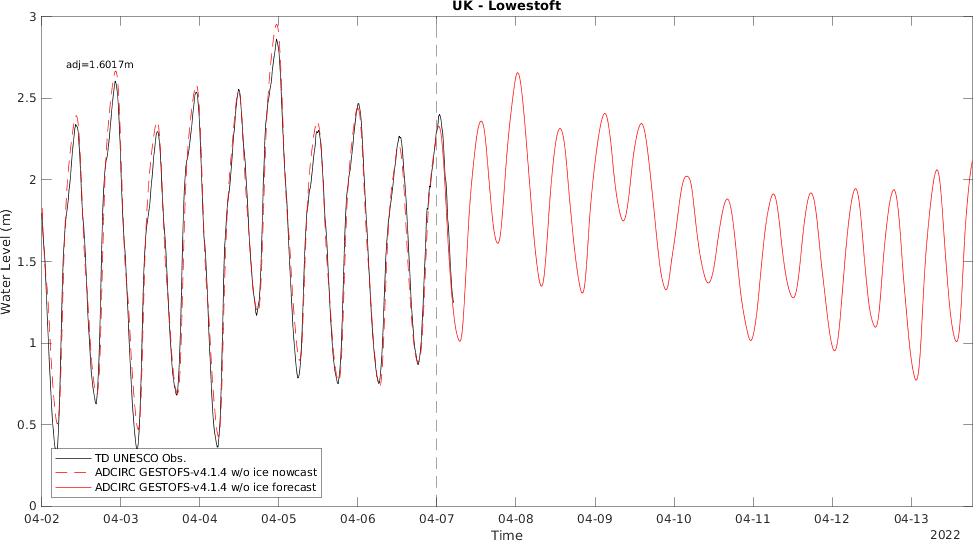 UK - Lowestoft
3
2.5
2
1.5
1
0.5
0
Water Level (m)
adj=1.6017m
TD UNESCO Obs.
ADCIRC GESTOFS-v4.1.4 w/o ice nowcast
ADCIRC GESTOFS-v4.1.4 w/o ice forecast
04-02 04-03 04-04 04-05 04-06 04-07 04-08 04-09 04-10 04-11 04-12 04-13
Time
2022